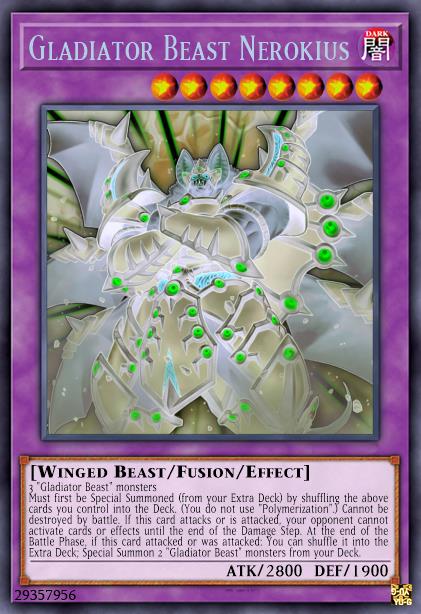 GLADIATOR BEAST NEROKIUS
DARK
闇
[WINGED BEAST/FUSION/EFFECT]
3 "Gladiator Beast" monsters
Must first be Special Summoned (from your Extra Deck) by shuffling the above
cards you control into the Deck. (You do not use "Polymerization".) Cannot be
destroyed by battle. If this card attacks or is attacked, your opponent cannot
activate cards or effects until the end of the Damage Step. At the end of the
Battle Phase, if this card attacked or was attacked: You can shuffle it into the
Extra Deck; Special Summon 2 "Gladiator Beast" monsters from your Deck.
ATK/2800 DEF/1900
29357956